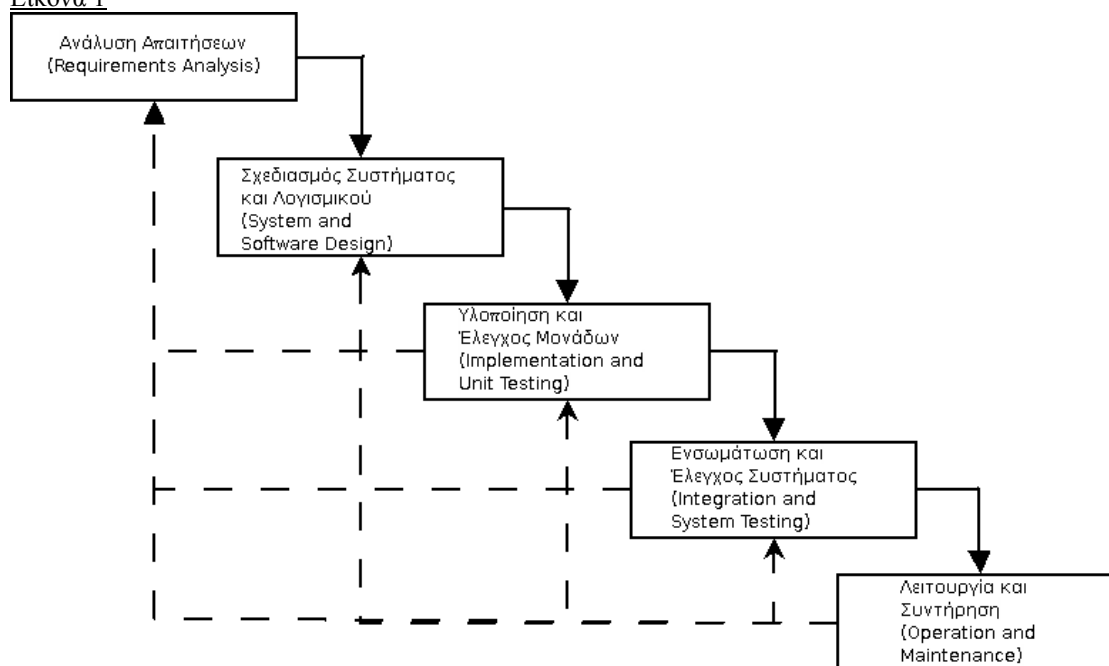 Εικόνα 1
Ανάλυση Απαιτήσεων
(Requirements Analysis)
Σχεδιασμός Συστήματος
και Λογισμικού
(System and
Software Design)
Υλοποίηση και
Έλεγχος Μονάδων
(Implementation and
Unit Testing)
Ενσωμάτωση και
Έλεγχος Συστήματος
(Integration and
System Testing)
Λειτουργία και
Συντήρηση
(Operation and
Maintenance)